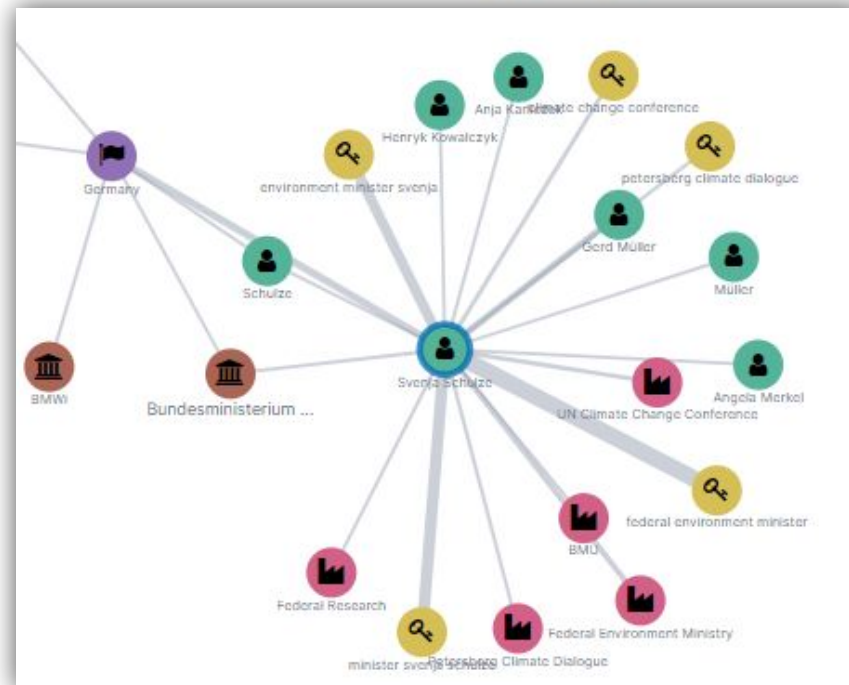 Anja
climate change conference
Henryk Kowalczyk
petersberg climate dialogue
environment minister svenja
Germany
Gerd Müller
Schulze
Müller
Svenja Schulze
BMWi
Angela Merkel
Bundesministerium ...
UN Climate Change Conference
federal environment minister
BMU
Federal Research
Federal Environment Ministry
minister svenja schulze
Petersberg Climate Dialogue